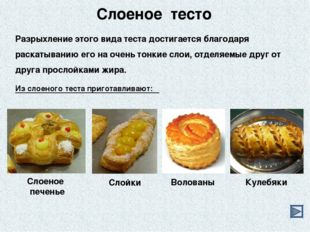 Слоеное тесто
Разрыхление этого вида теста достигается благодаря
раскатыванию его на очень тонкие слои, отделяемые друг от
друга прослойками жира.
Из слоеного теста приготавливают:
Слоеное
печенье
Слойки
Волованы
Кулебяки